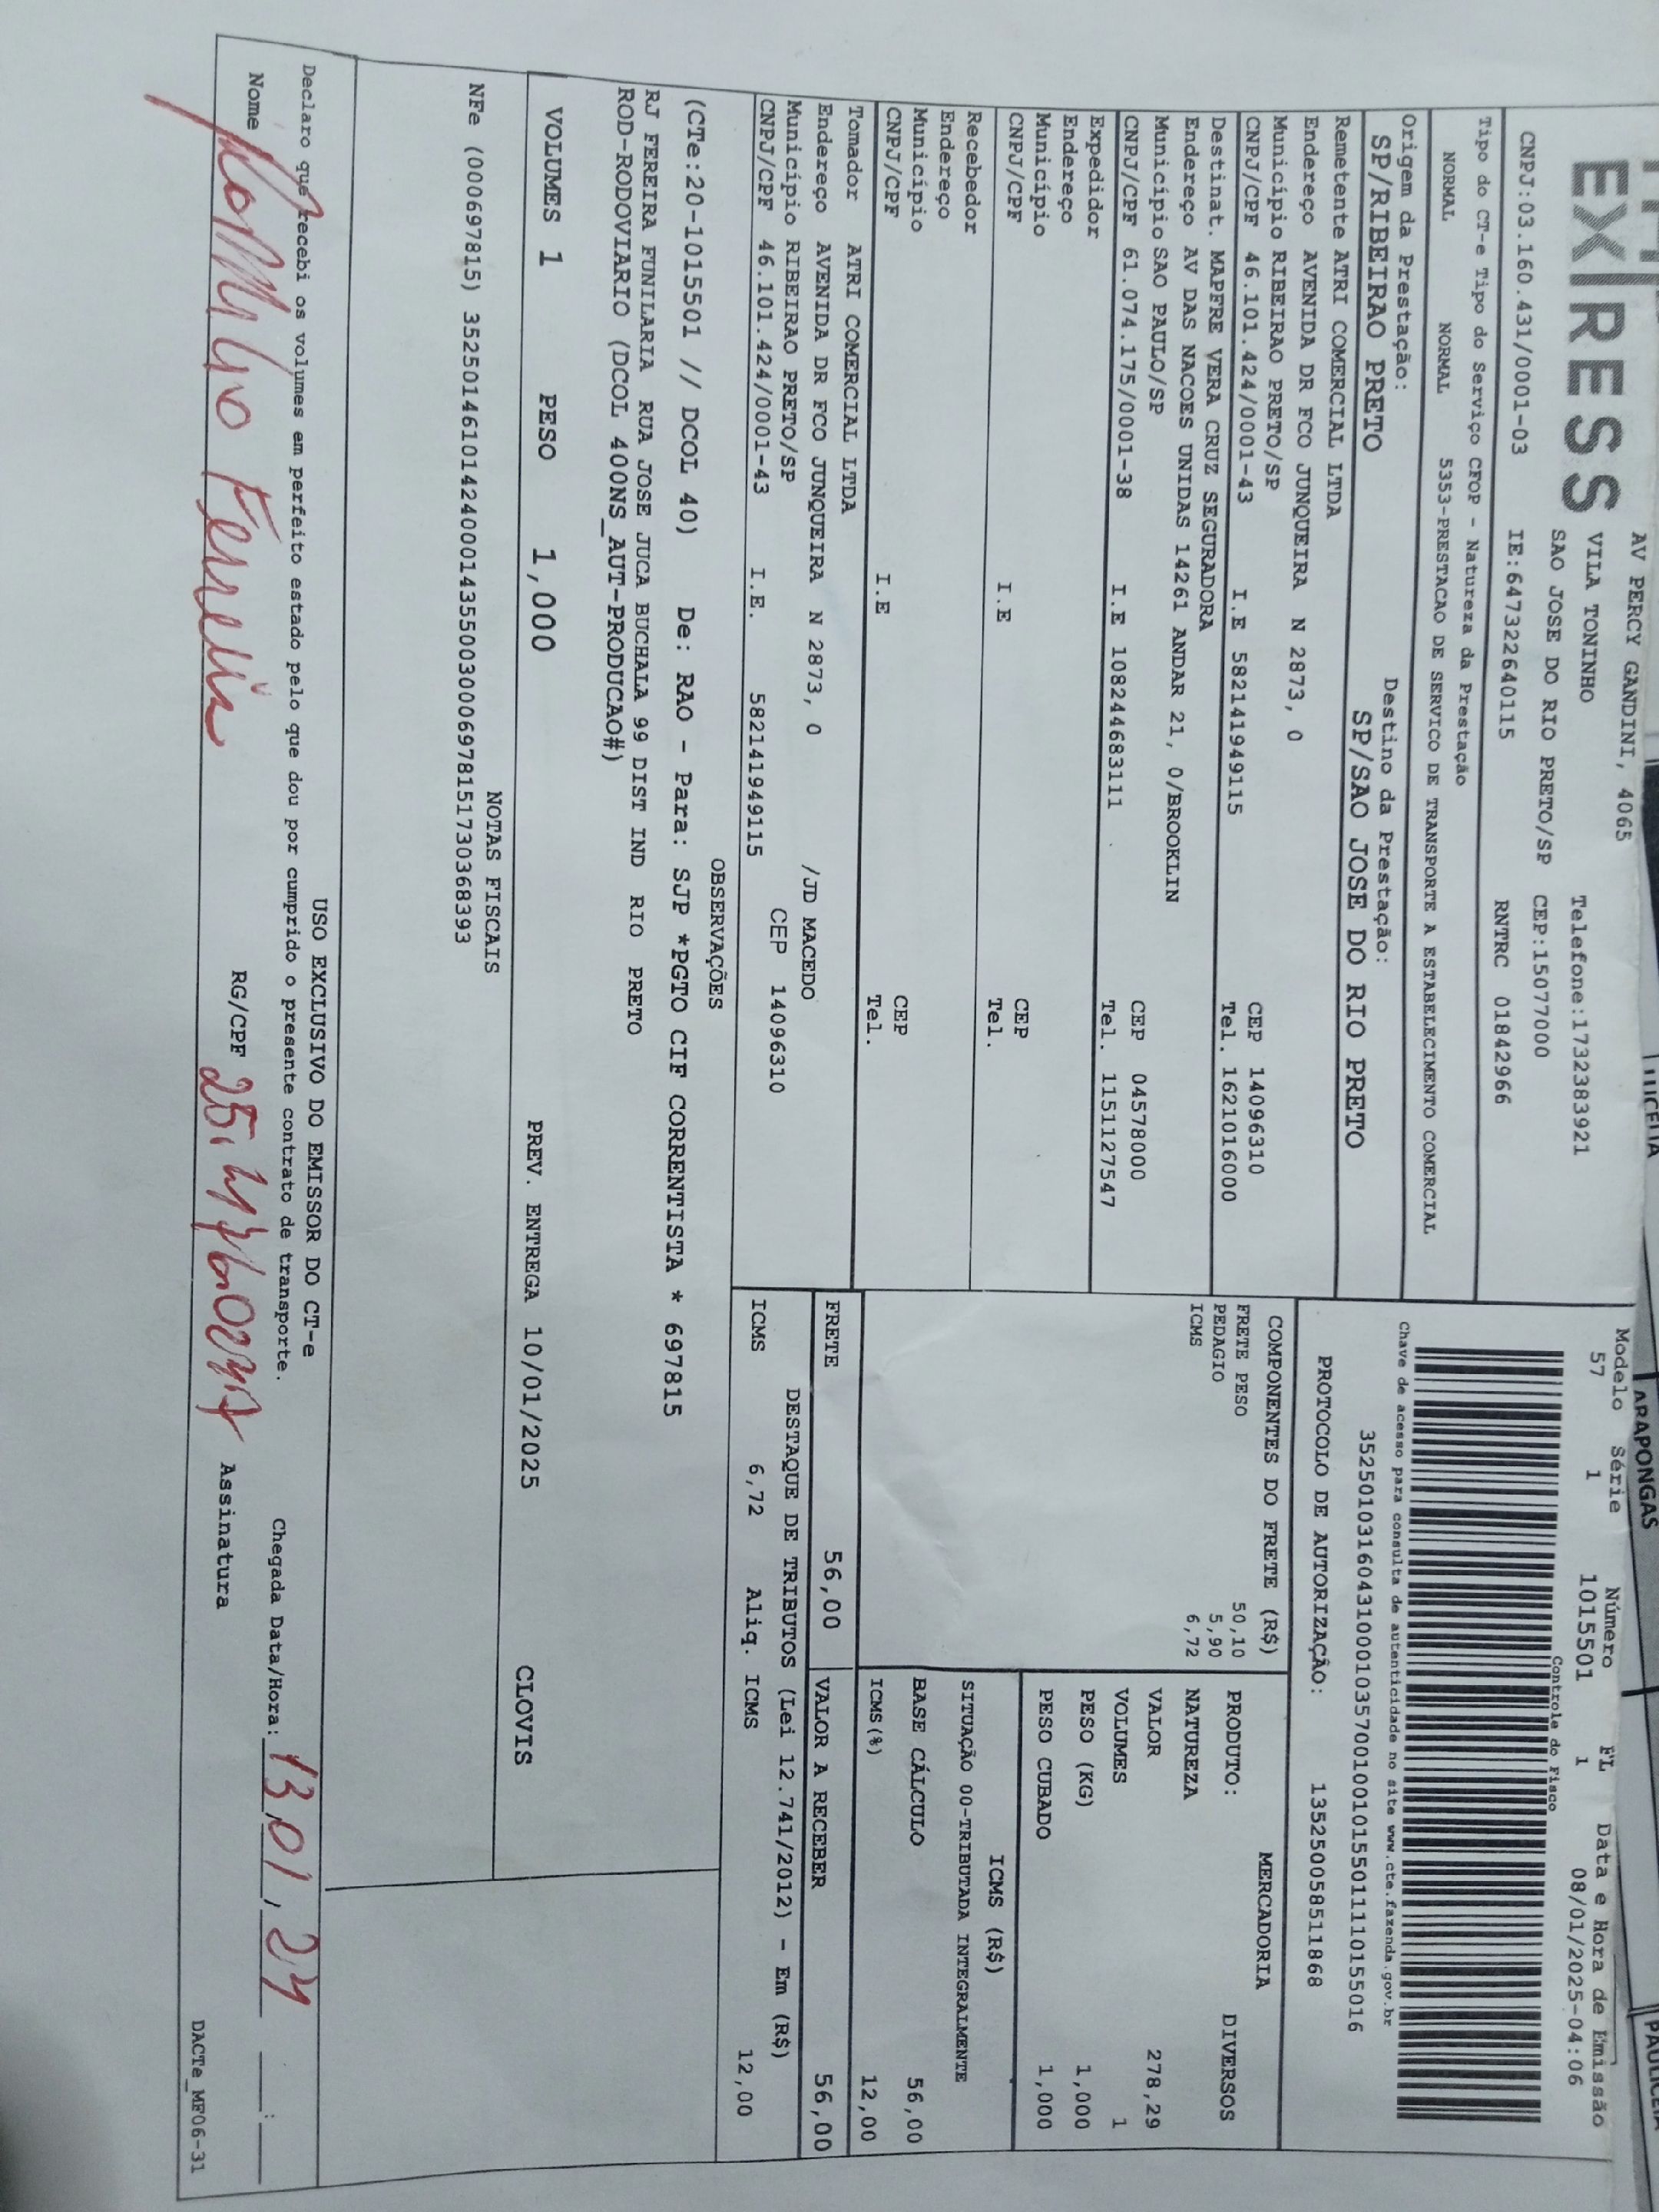 EXPRESS
AV PERCY GANDINI, 4065
VILA TONINHO Telefone:1732383921
SAO JOSE DO RIO PRETO/SP CEP:15077000
CNPJ:03.160.431/0001-03 IE:647322640115 RNTRC 01842966
Tipo do CT-e Tipo do Serviço CFOP - Natureza da Prestação
NORMAL NORMAL 5353-PRESTACAO DE SERVICO DE TRANSPORTE A ESTABELECIMENTO COMERCIAL
Origem da Prestação: Destino da Prestação:
SP/RIBEIRAO PRETO SP/SAO JOSE DO RIO PRETO
Remetente ATRI COMERCIAL LTDA
Endereço AVENIDA DR FCO JUNQUEIRA N 2873, 0
Município RIBEIRAO PRETO/SP CEP 14096310
CNPJ/CPF 46.101.424/0001-43 I.E 582141949115 Tel. 1621016000
Destinat. MAPFRE VERA CRUZ SEGURADORA
Endereço AV DAS NACOES UNIDAS 14261 ANDAR 21, 0/BROOKLIN
Município SAO PAULO/SP CEP 04578000
CNPJ/CPF 61.074.175/0001-38 I.E 108244683111 Tel. 1151127547
Expedidor
Endereço
Município CEP
CNPJ/CPF I.E Tel.
Recebedor
Endereço
Município CEP
CNPJ/CPF I.E Tel.
Tomador ATRI COMERCIAL LTDA
Endereço AVENIDA DR FCO JUNQUEIRA N 2873, 0 /JD MACEDO
Município RIBEIRAO PRETO/SP CEP 14096310
CNPJ/CPF 46.101.424/0001-43 I.E. 582141949115
Modelo Série Número FL Data e Hora de Emissão
57 1 1015501 1 08/01/2025-04:06
Controle do Fisco
Chave de acesso para consulta de autenticidade no site www.cte.fazenda.gov.br
35250103160431000103570010010155011110155016
PROTOCOLO DE AUTORIZAÇÃO: 135250058511868
COMPONENTES DO FRETE (R$)
FRETE PESO 50,10
PEDAGIO 5,90
ICMS 6,72
MERCADORIA
PRODUTO: DIVERSOS
NATUREZA
VALOR 278,29
VOLUMES 1
PESO (KG) 1,000
PESO CUBADO 1,000
ICMS (R$)
SITUAÇÃO 00-TRIBUTADA INTEGRALMENTE
BASE CÁLCULO 56,00
ICMS(%) 12,00
FRETE 56,00 VALOR A RECEBER 56,00
DESTAQUE DE TRIBUTOS (Lei 12.741/2012) - Em (R$)
ICMS 6,72 Aliq. ICMS 12,00
OBSERVAÇÕES
(CTe:20-1015501 // DCOL 40) De: RAO - Para: SJP *PGTO CIF CORRENTISTA * 697815
RJ FEREIRA FUNILARIA RUA JOSE JUCA BUCHALA 99 DIST IND RIO PRETO
ROD-RODOVIARIO (DCOL 400NS_AUT-PRODUCAO#)
VOLUMES 1 PESO 1,000 PREV. ENTREGA 10/01/2025 CLOVIS
NOTAS FISCAIS
NFe (000697815) 35250146101424000143550030006978151730368393
USO EXCLUSIVO DO EMISSOR DO CT-e
Declaro que recebi os volumes em perfeito estado pelo que dou por cumprido o presente contrato de transporte.
Chegada Data/Hora: 13,01,24 :
Nome Ferreira RG/CPF Assinatura
DACTe_MF06-31
ARAPONGAS